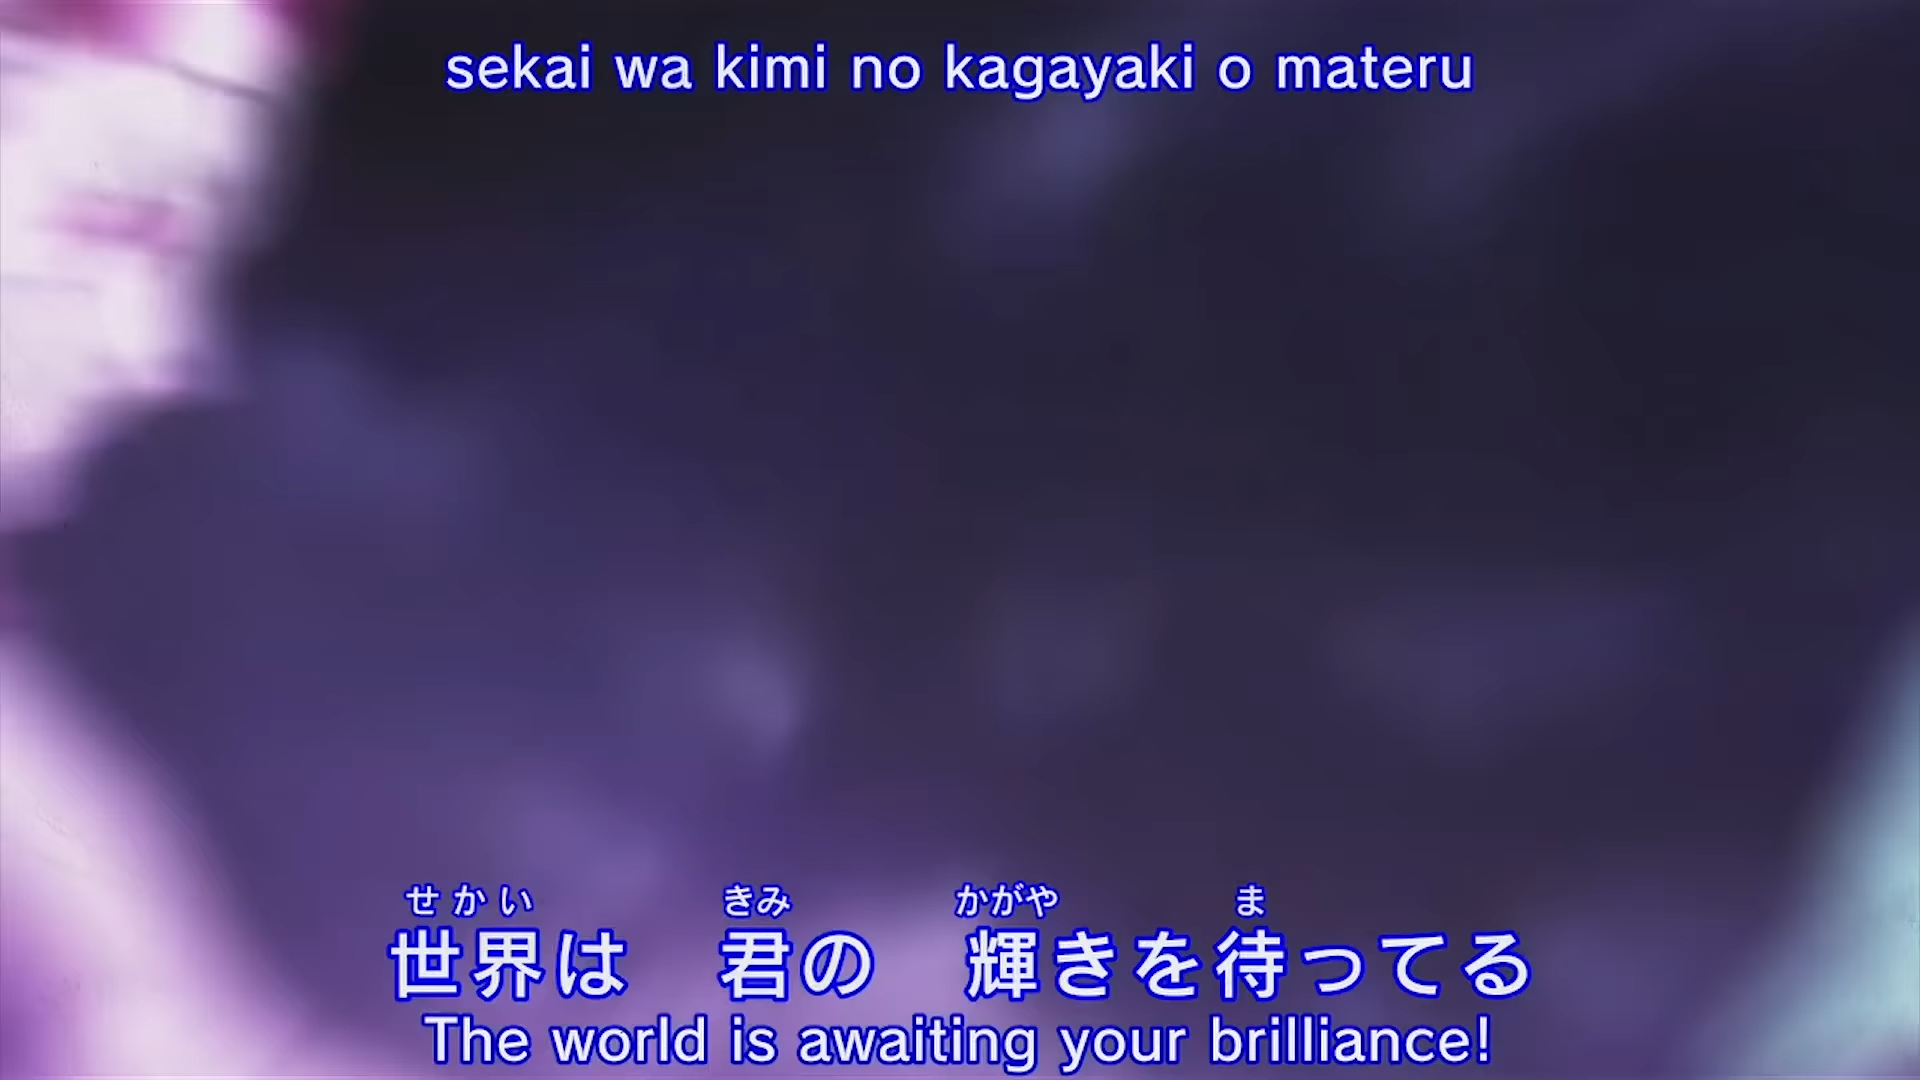 sekai wa kimi no kagayaki o materu
せかい きみ かがや ま
世界は 君の 輝きを待ってる
The world is awaiting your brilliance!